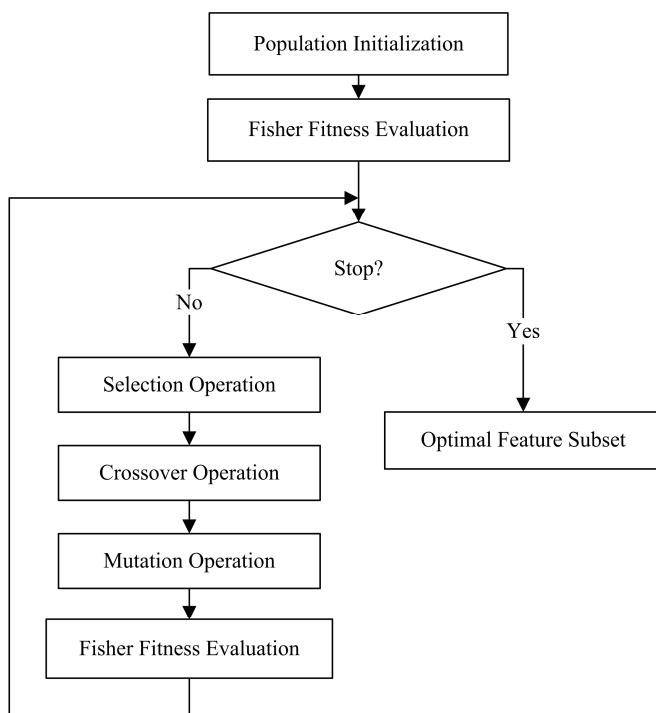 Population Initialization
Fisher Fitness Evaluation
Stop?
No
Yes
Selection Operation
Optimal Feature Subset
Crossover Operation
Mutation Operation
Fisher Fitness Evaluation